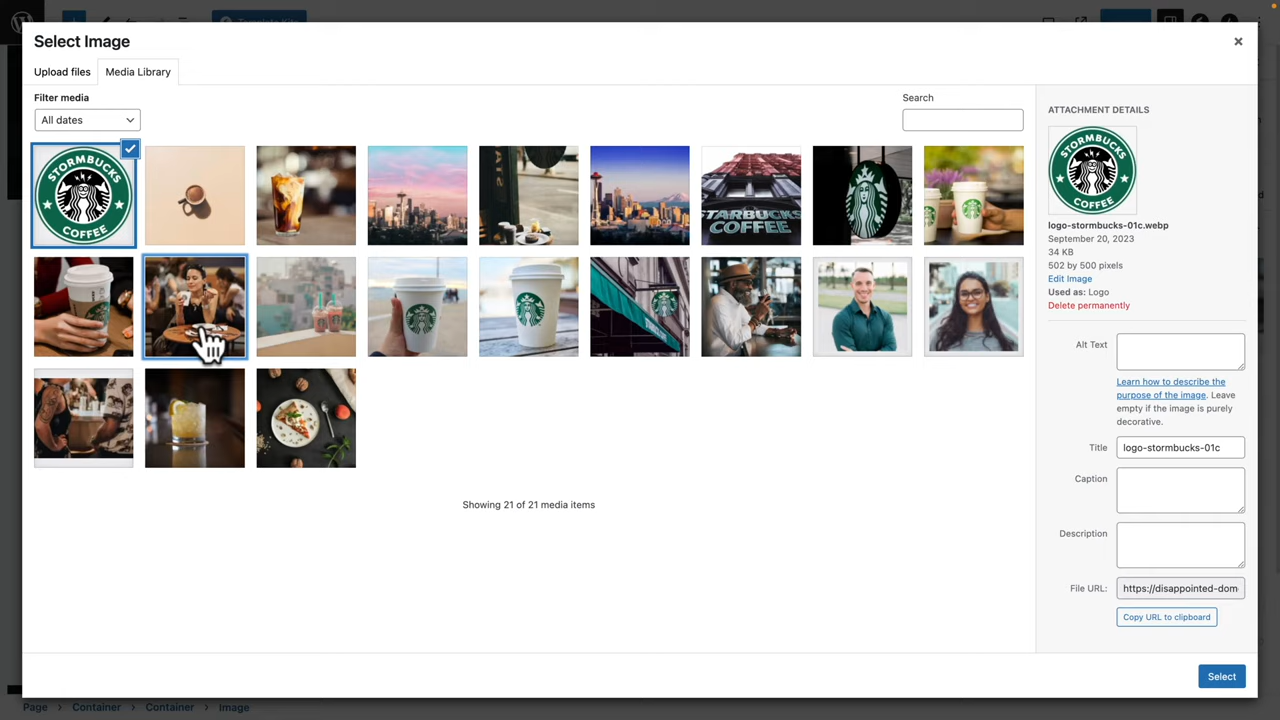 Template Kits
Select Image
Upload files
Media Library
Filter media
All dates
Search
STORMBUCKS
COFFEE
STARBUCKS
COFFEE
ATTACHMENT DETAILS
STORMBUCKS
COFFEE
logo-stormbucks-01c.webp
September 20, 2023
34 KB
502 by 500 pixels
Edit Image
Used as: Logo
Delete permanently
Alt Text
Learn how to describe the
purpose of the image. Leave
empty if the image is purely
decorative.
Title
logo-stormbucks-01c
Caption
Description
File URL:
https://disappointed-dom
Copy URL to clipboard
Showing 21 of 21 media items
Select
Page > Container > Container > Image